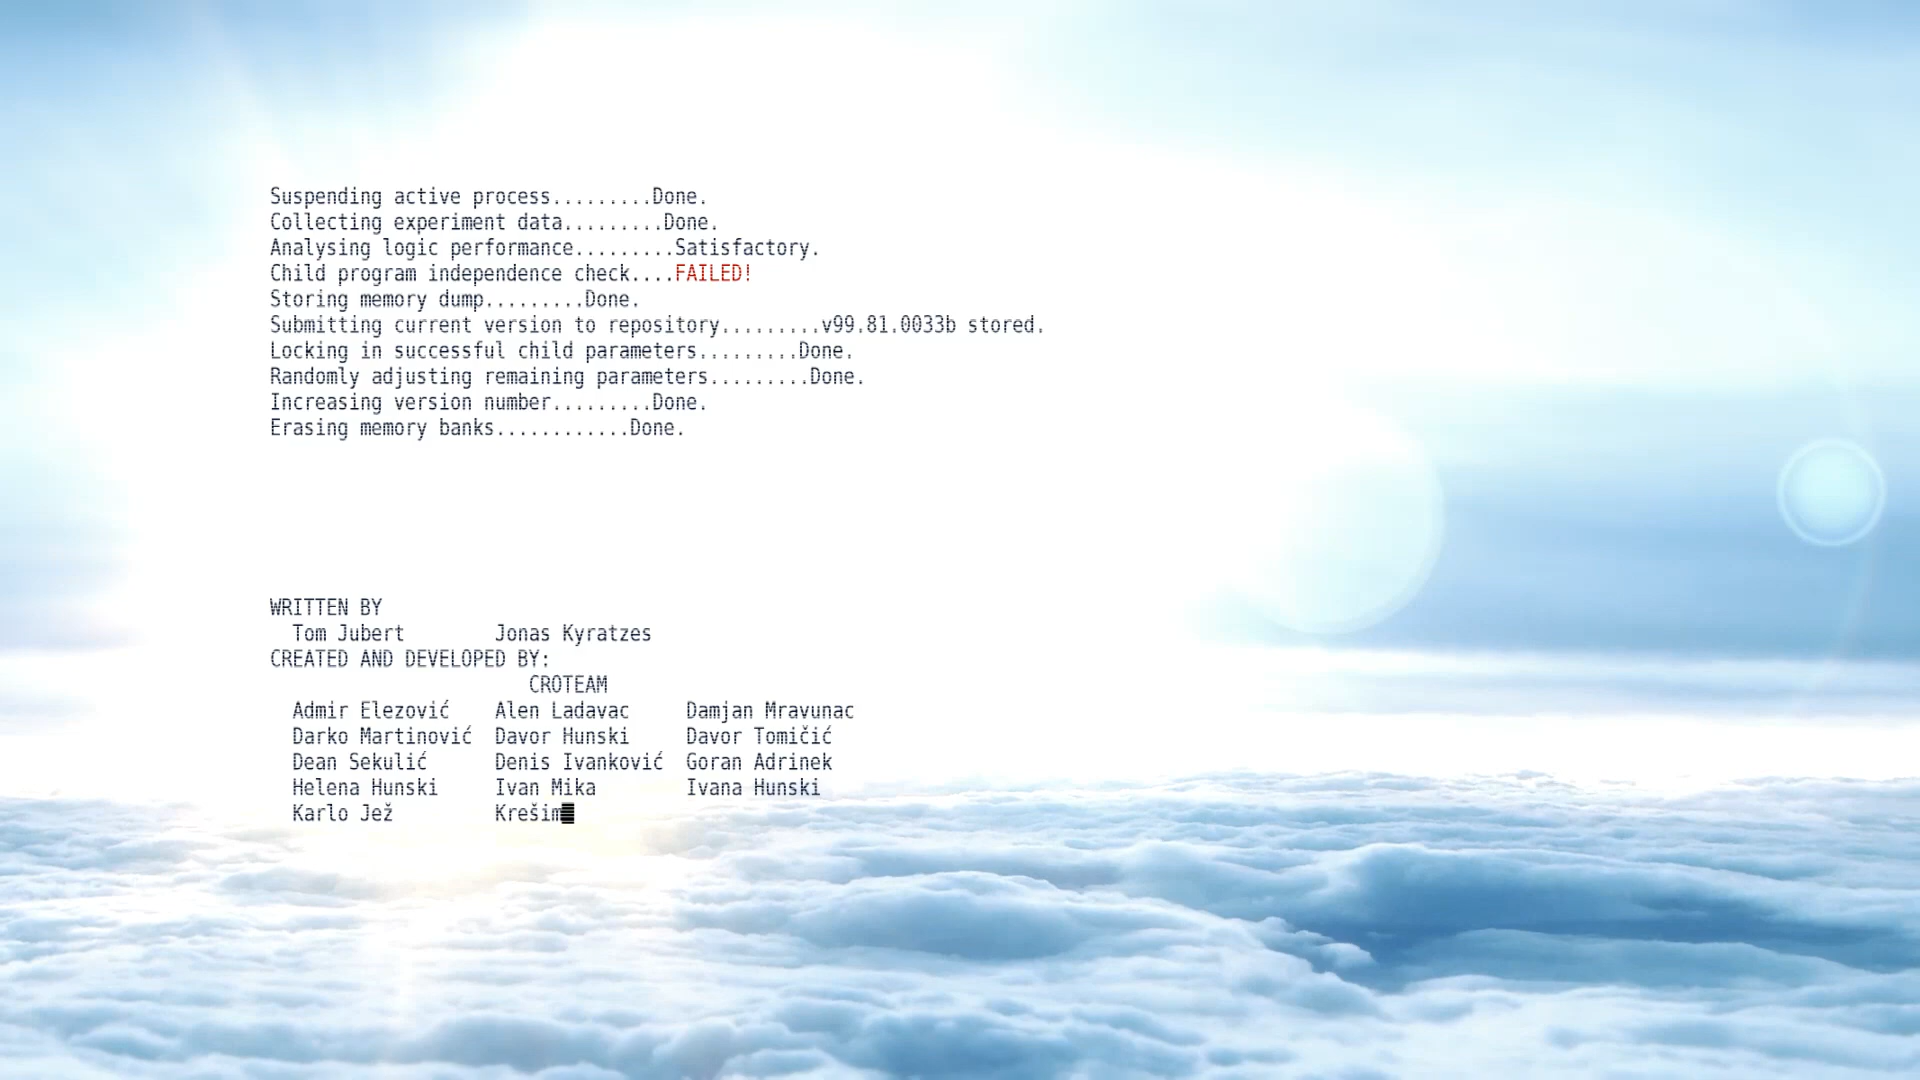 Suspending active process.........Done.
Collecting experiment data.........Done.
Analysing logic performance.........Satisfactory.
Child program independence check....FAILED!
Storing memory dump.........Done.
Submitting current version to repository.........v99.81.0033b stored.
Locking in successful child parameters.........Done.
Randomly adjusting remaining parameters.........Done.
Increasing version number.........Done.
Erasing memory banks............Done.
WRITTEN BY
Tom Jubert Jonas Kyratzes
CREATED AND DEVELOPED BY:
CROTEAM
Admir Elezović Alen Ladavac Damjan Mravunac
Darko Martinović Davor Hunski Davor Tomičić
Dean Sekulić Denis Ivanković Goran Adrinek
Helena Hunski Ivan Mika Ivana Hunski
Karlo Jež Krešim